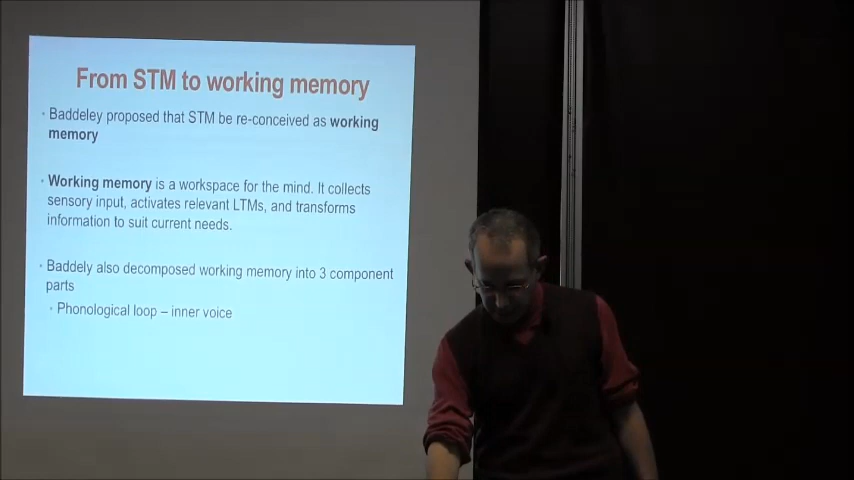 From STM to working memory
• Baddeley proposed that STM be re-conceived as working
memory
• Working memory is a workspace for the mind. It collects
sensory input, activates relevant LTMs, and transforms
information to suit current needs.
• Baddely also decomposed working memory into 3 component
parts
• Phonological loop – inner voice